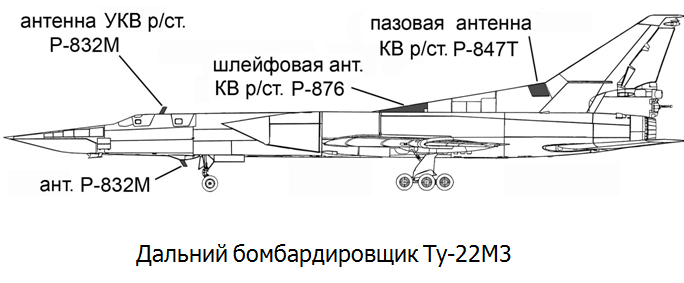 антенна УКВ р/ст.
Р-832М
пазовая антенна
КВ р/ст. Р-847Т
шлейфовая ант.
КВ р/ст. Р-876
ант. Р-832М
Дальний бомбардировщик Ту-22М3